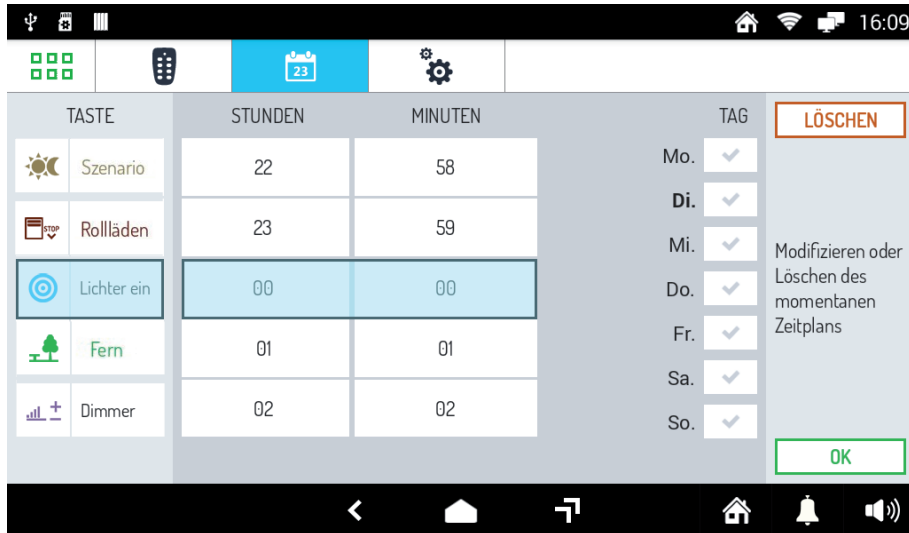 16:09
23
TASTE STUNDEN MINUTEN TAG LÖSCHEN
Szenario 22 58 Mo.
Di.
STOP Rollläden 23 59
Mi.
Modifizieren oder
Löschen des
momentanen
Zeitplans
Lichter ein 00 00 Do.
Fr.
Fern 01 01
Sa.
Dimmer 02 02
So.
OK